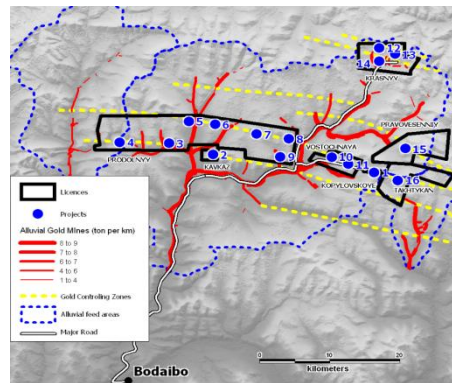 12
13
14
KRASNYY
5
6
7
8
PRAVOVESENNIY
4
3
VOSTOCHNAYA
15
PRODOLNYY
2
9
10
KAVKAZ
11
1
16
KOPYLOVSKOYE
TAKHTYKAN
Licences
Projects
Alluvial Gold Mines (ton per km)
8 to 9
7 to 8
6 to 7
4 to 6
1 to 4
Gold Controling Zones
Alluvial feed areas
Major Road
Bodaibo
0
10
20
kilometers